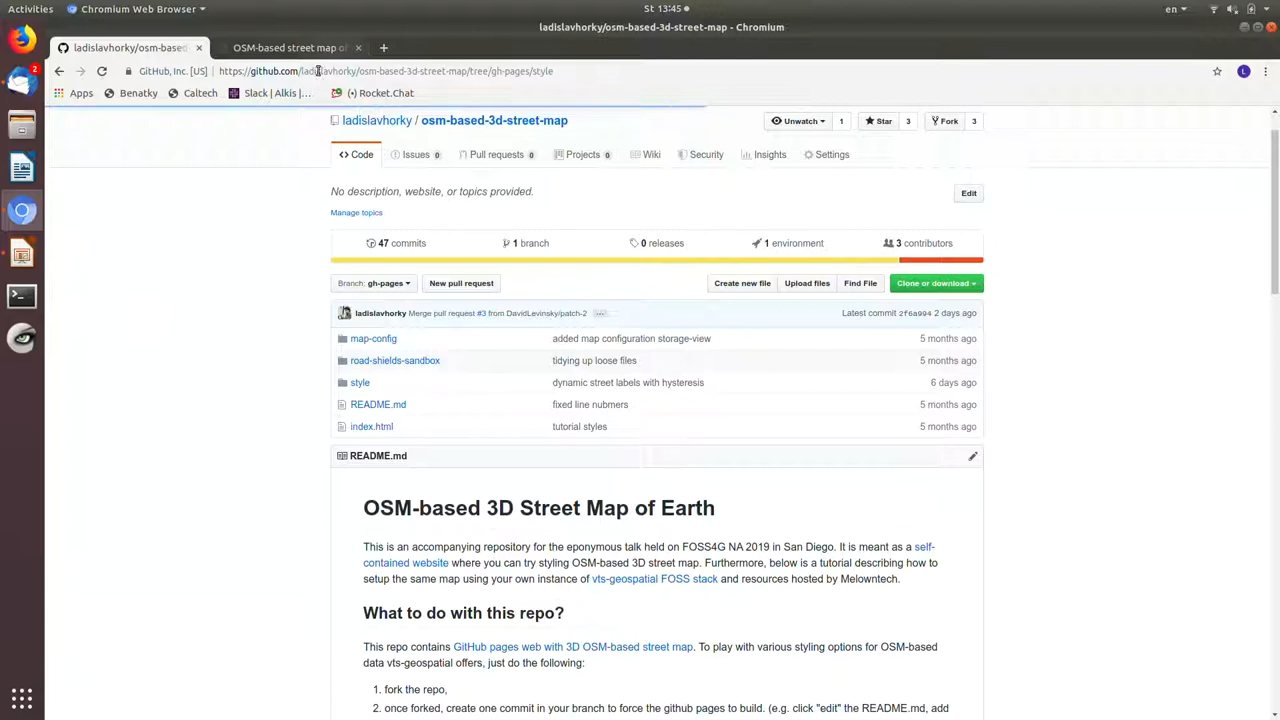 Activities Chromium Web Browser St 13:45 en
ladislavhorky/osm-based-3d-street-map - Chromium
ladislavhorky/osm-based OSM-based street map of
GitHub, Inc. [US] https://github.com/ladislavhorky/osm-based-3d-street-map/tree/gh-pages/style L
Apps Benatky Caltech Slack | Alkis |... (•) Rocket.Chat
2
ladislavhorky / osm-based-3d-street-map Unwatch 1 Star 3 Fork 3
<> Code Issues 0 Pull requests 0 Projects 0 Wiki Security Insights Settings
No description, website, or topics provided. Edit
Manage topics
47 commits 1 branch 0 releases 1 environment 3 contributors
Branch: gh-pages New pull request Create new file Upload files Find File Clone or download
ladislavhorky Merge pull request #3 from DavidLevinsky/patch-2 ... Latest commit 2f6a994 2 days ago
map-config added map configuration storage-view 5 months ago
road-shields-sandbox tidying up loose files 5 months ago
style dynamic street labels with hysteresis 6 days ago
README.md fixed line nubmers 5 months ago
index.html tutorial styles 5 months ago
README.md
OSM-based 3D Street Map of Earth
This is an accompanying repository for the eponymous talk held on FOSS4G NA 2019 in San Diego. It is meant as a self-
contained website where you can try styling OSM-based 3D street map. Furthermore, below is a tutorial describing how to
setup the same map using your own instance of vts-geospatial FOSS stack and resources hosted by Melowntech.
What to do with this repo?
This repo contains GitHub pages web with 3D OSM-based street map. To play with various styling options for OSM-based
data vts-geospatial offers, just do the following:
1. fork the repo,
2. once forked, create one commit in your branch to force the github pages to build. (e.g. click "edit" the README.md, add